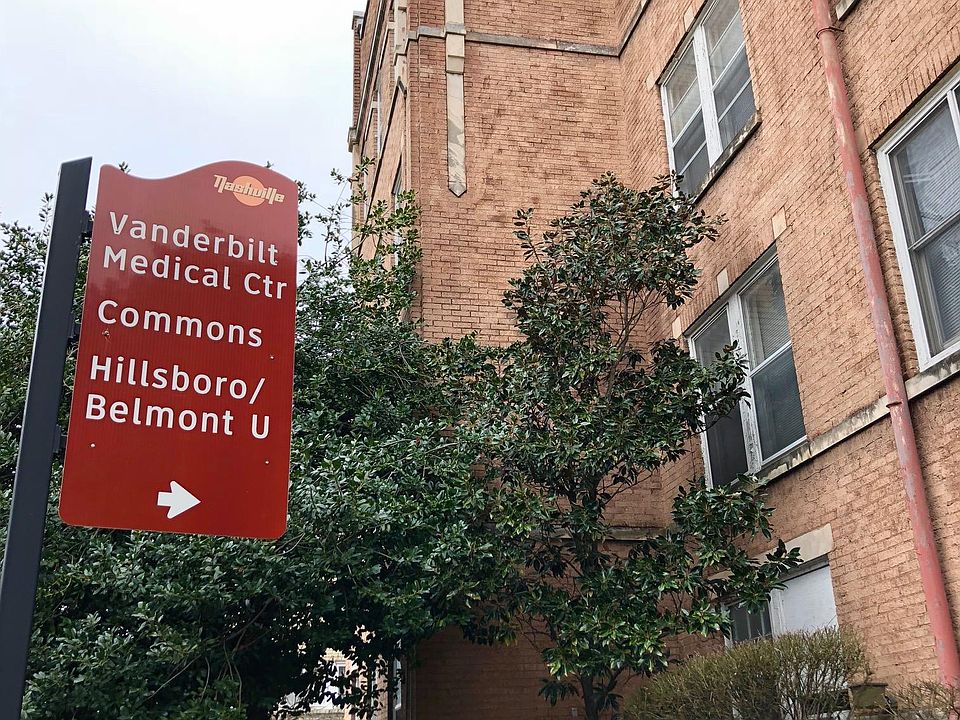 Nashville
Vanderbilt
Medical Ctr
Commons
Hillsboro/
Belmont U